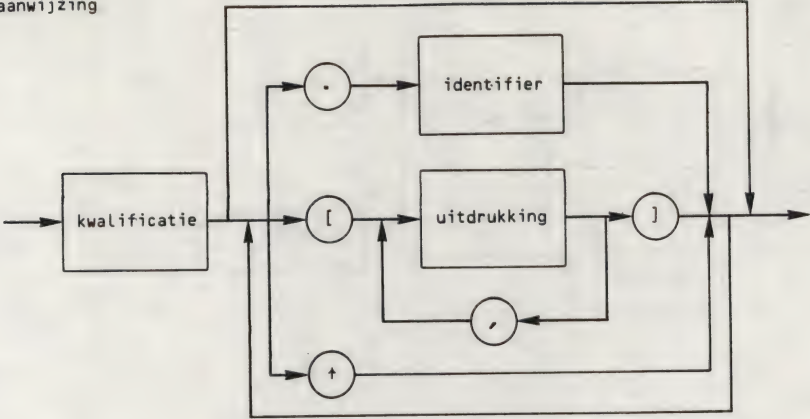 aanwijzing
.
identifier
kwalificatie
[
uitdrukking
]
,
↑